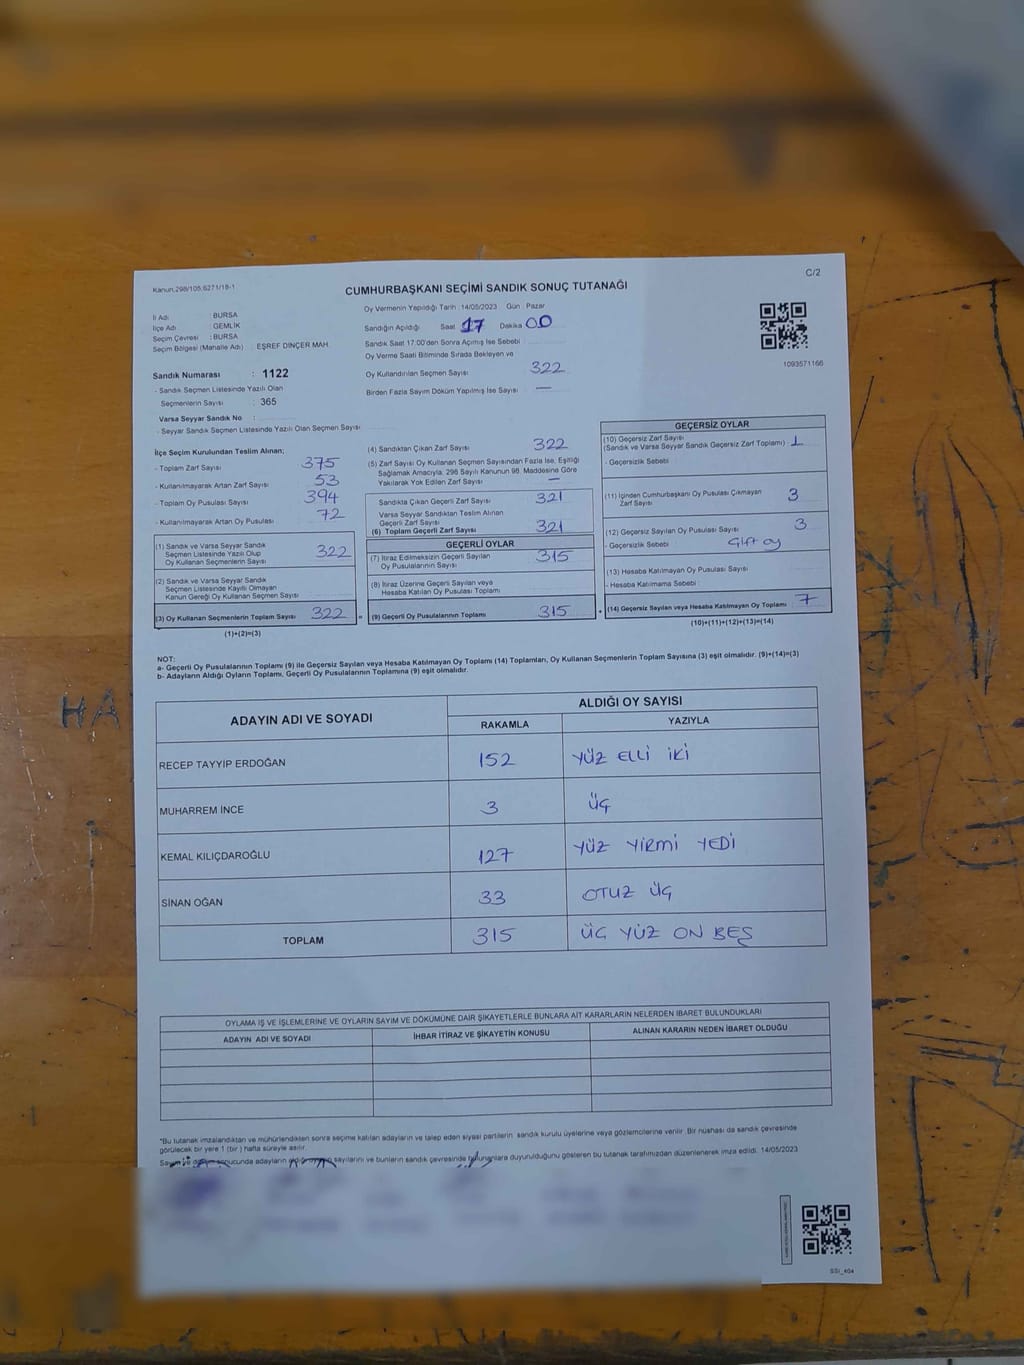 C/2
Kanun.298/105,6271/18-1
CUMHURBAŞKANI SEÇİMİ SANDIK SONUÇ TUTANAĞI
İl Adı : BURSA
İlçe Adı : GEMLİK
Seçim Çevresi : BURSA
Seçim Bölgesi (Mahalle Adı) : EŞREF DİNÇER MAH.
Oy Vermenin Yapıldığı Tarih : 14/05/2023 Gün : Pazar
Sandığın Açıldığı Saat 17 Dakika 00
Sandık Saat 17:00'den Sonra Açılmış İse Sebebi
Oy Verme Saati Bitiminde Sırada Bekleyen ve
Oy Kullandırılan Seçmen Sayısı 322
Birden Fazla Sayım Döküm Yapılmış İse Sayısı —
1093571166
Sandık Numarası : 1122
- Sandık Seçmen Listesinde Yazılı Olan
Seçmenlerin Sayısı : 365
Varsa Seyyar Sandık No :
- Seyyar Sandık Seçmen Listesinde Yazılı Olan Seçmen Sayısı
İlçe Seçim Kurulundan Teslim Alınan;
- Toplam Zarf Sayısı 375
- Kullanılmayarak Artan Zarf Sayısı 53
- Toplam Oy Pusulası Sayısı 394
- Kullanılmayarak Artan Oy Pusulası 72
(1) Sandık ve Varsa Seyyar Sandık
Seçmen Listesinde Yazılı Olup
Oy Kullanan Seçmenlerin Sayısı 322
(2) Sandık ve Varsa Seyyar Sandık
Seçmen Listesinde Kayıtlı Olmayan
Kanun Gereği Oy Kullanan Seçmen Sayısı
(3) Oy Kullanan Seçmenlerin Toplam Sayısı 322 =
(1)+(2)=(3)
(4) Sandıktan Çıkan Zarf Sayısı 322
(5) Zarf Sayısı Oy Kullanan Seçmen Sayısından Fazla İse, Eşitliği
Sağlamak Amacıyla, 298 Sayılı Kanunun 98. Maddesine Göre
Yakılarak Yok Edilen Zarf Sayısı —
Sandıkta Çıkan Geçerli Zarf Sayısı 321
Varsa Seyyar Sandıktan Teslim Alınan
Geçerli Zarf Sayısı
(6) Toplam Geçerli Zarf Sayısı 321
GEÇERLİ OYLAR
(7) İtiraz Edilmeksizin Geçerli Sayılan
Oy Pusulalarının Sayısı 315
(8) İtiraz Üzerine Geçerli Sayılan veya
Hesaba Katılan Oy Pusulası Toplamı
(9) Geçerli Oy Pusulalarının Toplamı 315 +
GEÇERSİZ OYLAR
(10) Geçersiz Zarf Sayısı
(Sandık ve Varsa Seyyar Sandık Geçersiz Zarf Toplamı) 1
- Geçersizlik Sebebi
(11) İçinden Cumhurbaşkanı Oy Pusulası Çıkmayan
Zarf Sayısı 3
(12) Geçersiz Sayılan Oy Pusulası Sayısı 3
- Geçersizlik Sebebi Çift oy
(13) Hesaba Katılmayan Oy Pusulası Sayısı
- Hesaba Katılmama Sebebi
(14) Geçersiz Sayılan veya Hesaba Katılmayan Oy Toplamı 7
(10)+(11)+(12)+(13)=(14)
NOT:
a- Geçerli Oy Pusulalarının Toplamı (9) ile Geçersiz Sayılan veya Hesaba Katılmayan Oy Toplamı (14) Toplamları, Oy Kullanan Seçmenlerin Toplam Sayısına (3) eşit olmalıdır. (9)+(14)=(3)
b- Adayların Aldığı Oyların Toplamı, Geçerli Oy Pusulalarının Toplamına (9) eşit olmalıdır.
ADAYIN ADI VE SOYADI ALDIĞI OY SAYISI
RAKAMLA YAZIYLA
RECEP TAYYİP ERDOĞAN 152 YÜZ ELLİ İKİ
MUHARREM İNCE 3 ÜÇ
KEMAL KILIÇDAROĞLU 127 YÜZ YİRMİ YEDİ
SİNAN OĞAN 33 OTUZ ÜÇ
TOPLAM 315 ÜÇ YÜZ ON BEŞ
OYLAMA İŞ VE İŞLEMLERİNE VE OYLARIN SAYIM VE DÖKÜMÜNE DAİR ŞİKAYETLERLE BUNLARA AİT KARARLARIN NELERDEN İBARET BULUNDUKLARI
ADAYIN ADI VE SOYADI İHBAR İTİRAZ VE ŞİKAYETİN KONUSU ALINAN KARARIN NEDEN İBARET OLDUĞU
*Bu tutanak imzalandıktan ve mühürlendikten sonra seçime katılan adayların ve talep eden siyasi partilerin sandık kurulu üyelerine veya gözlemcilerine verilir. Bir nüshası da sandık çevresinde
görülecek bir yere 1 (bir) hafta süreyle asılır.
Sayım ve döküm sonucunda adayların aldığı oyların sayılarını ve bunların sandık çevresinde bulunanlara duyurulduğunu gösteren bu tutanak tarafımızdan düzenlenerek imza edildi. 14/05/2023
SSI_404
HA